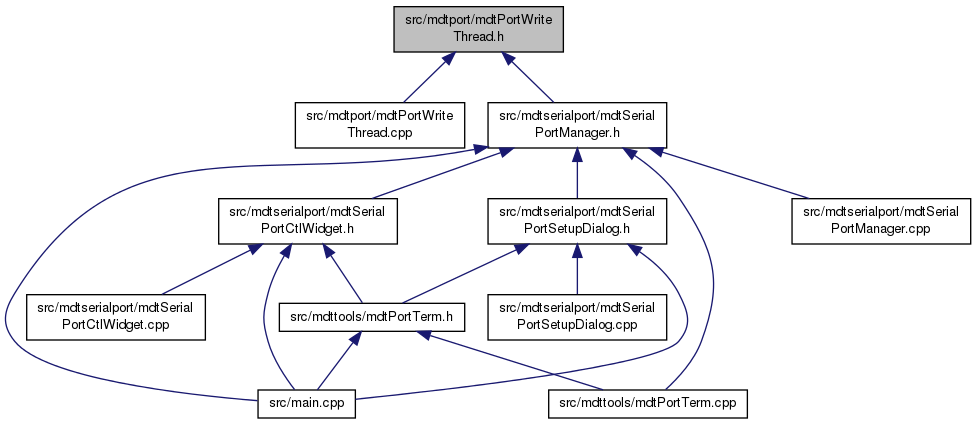 src/mdtport/mdtPortWrite
Thread.h
src/mdtport/mdtPortWrite
Thread.cpp
src/mdtserialport/mdtSerial
PortManager.h
src/mdtserialport/mdtSerial
PortCtlWidget.h
src/mdtserialport/mdtSerial
PortSetupDialog.h
src/mdtserialport/mdtSerial
PortManager.cpp
src/mdtserialport/mdtSerial
PortCtlWidget.cpp
src/mdttools/mdtPortTerm.h
src/mdtserialport/mdtSerial
PortSetupDialog.cpp
src/main.cpp
src/mdttools/mdtPortTerm.cpp